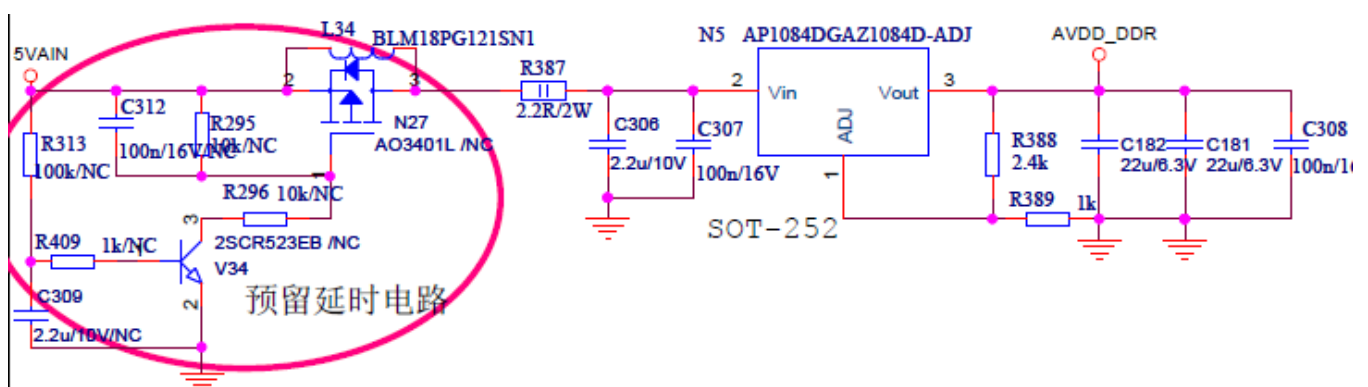 L34
BLM18PG121SN1
5VAIN
2
3
C312
100n/16V/NC
R295
10k/NC
N27
AO3401L /NC
R313
100k/NC
1
R296
10k/NC
3
2SCR523EB /NC
R409
1k/NC
1
V34
2
C309
2.2u/10V/NC
预留延时电路
R387
2.2R/2W
C306
2.2u/10V
C307
100n/16V
N5
AP1084DGAZ1084D-ADJ
2
Vin
Vout
3
ADJ
1
SOT-252
AVDD_DDR
R388
2.4k
R389
1k
C182
22u/6.3V
C181
22u/6.3V
C308
100n/16